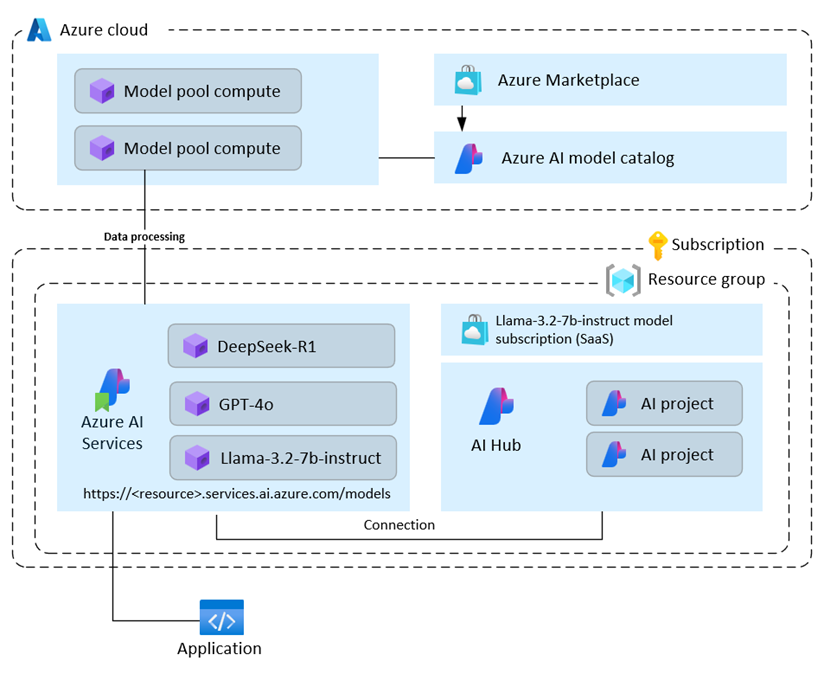 Azure cloud
Model pool compute
Model pool compute
Azure Marketplace
Azure AI model catalog
Data processing
Subscription
Resource group
Azure AI
Services
DeepSeek-R1
GPT-4o
Llama-3.2-7b-instruct
https://<resource>.services.ai.azure.com/models
Llama-3.2-7b-instruct model
subscription (SaaS)
AI Hub
AI project
AI project
Connection
Application